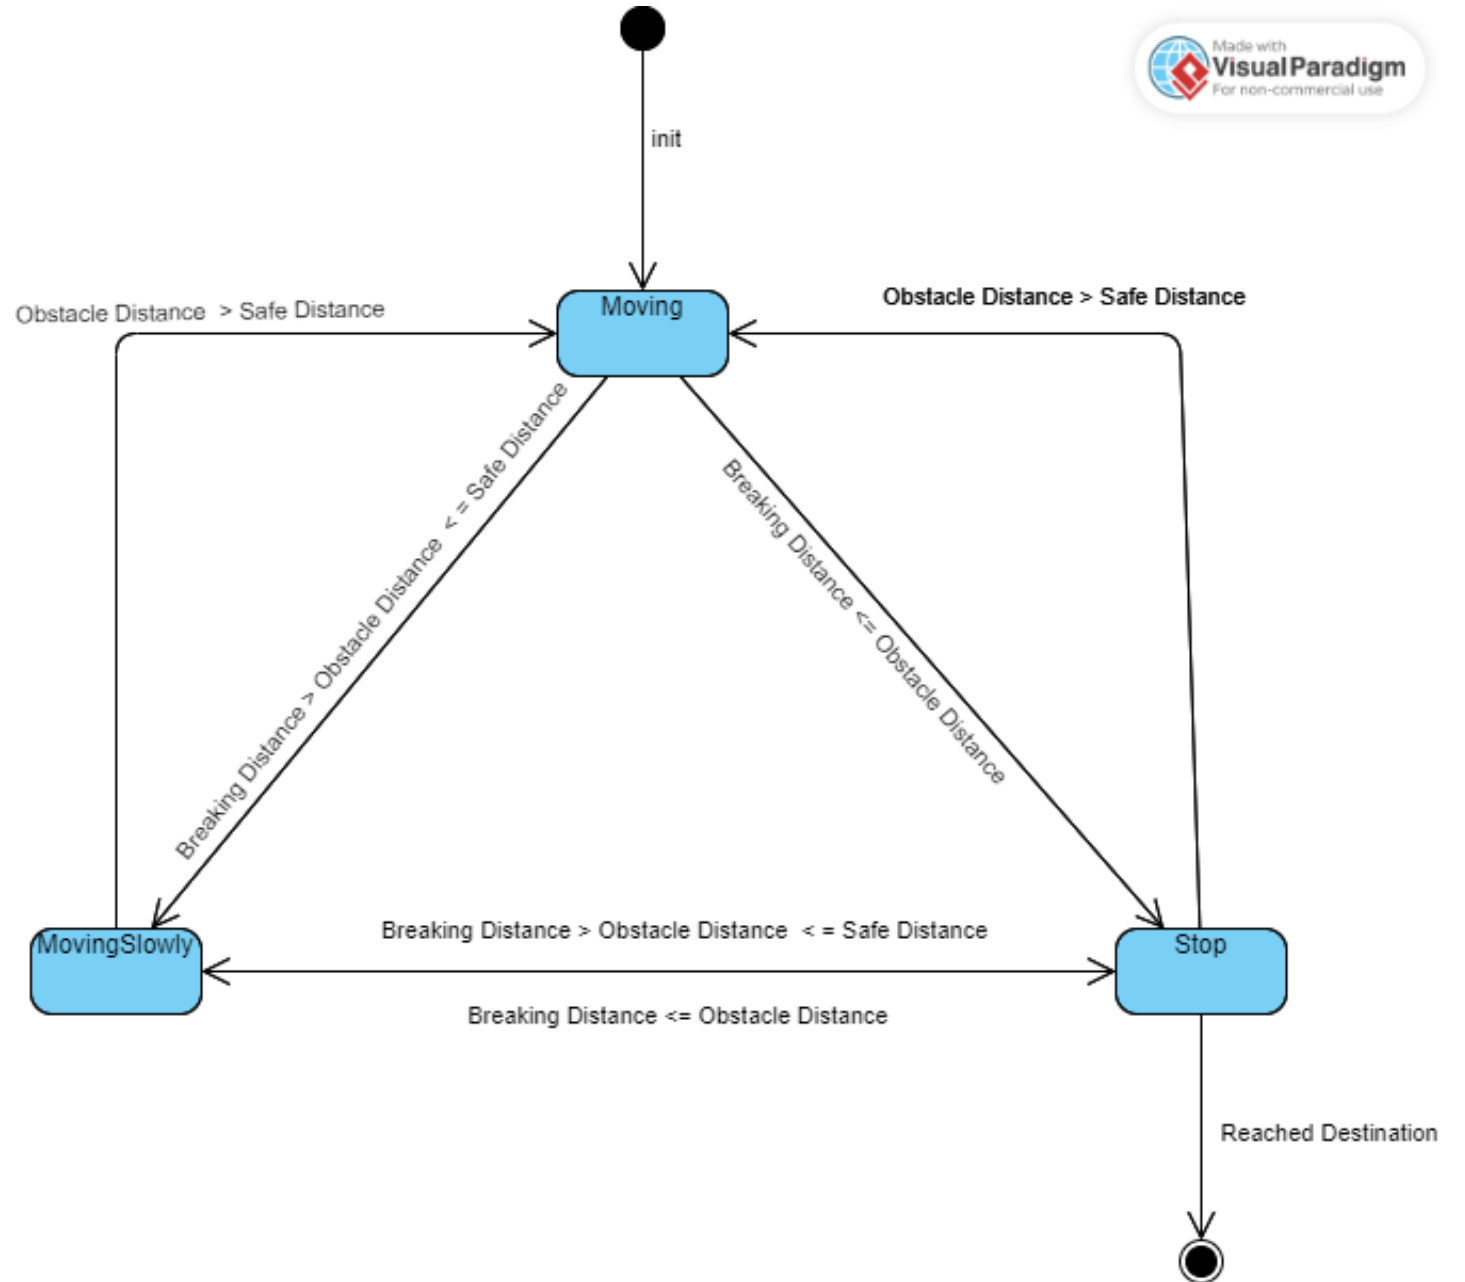 Made with
Visual Paradigm
For non-commercial use
init
Obstacle Distance > Safe Distance
Moving
Obstacle Distance > Safe Distance
Breaking Distance > Obstacle Distance < = Safe Distance
Breaking Distance <= Obstacle Distance
MovingSlowly
Breaking Distance > Obstacle Distance < = Safe Distance
Stop
Breaking Distance <= Obstacle Distance
Reached Destination